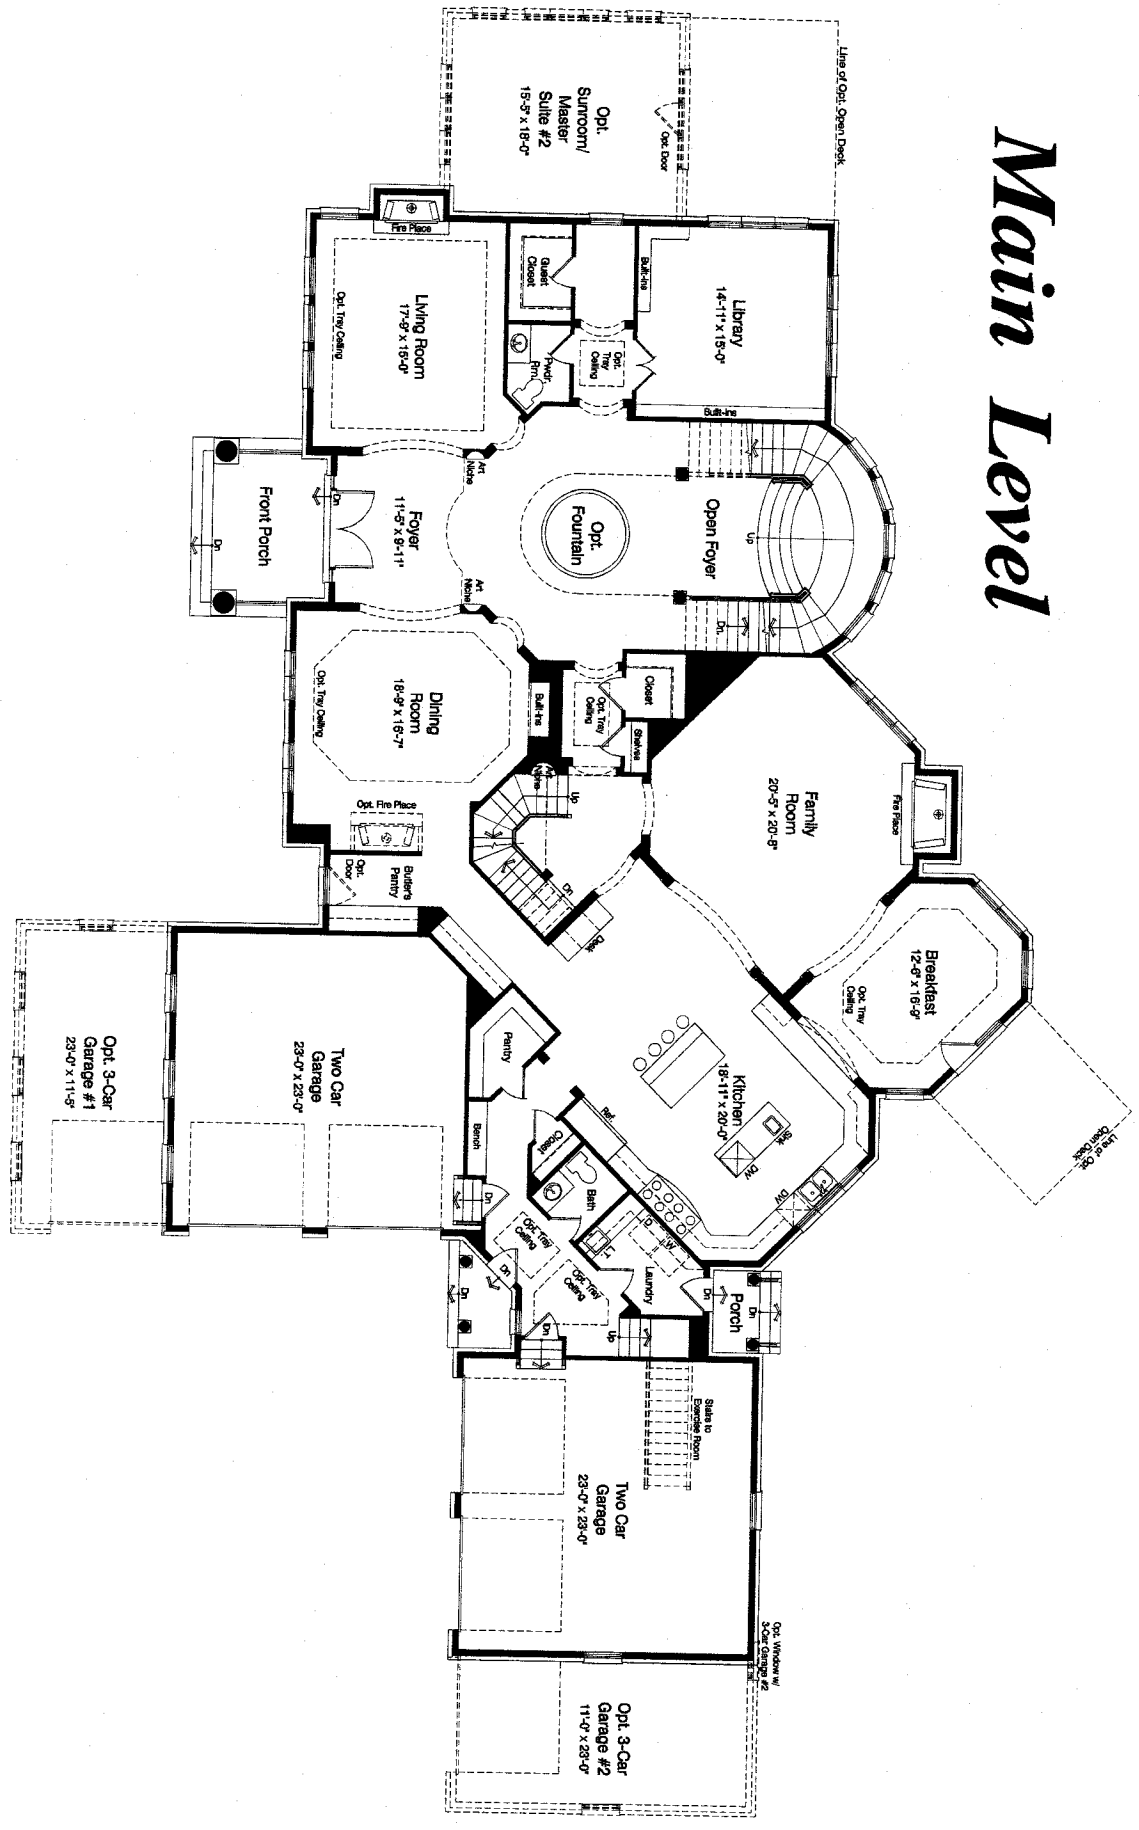 Main Level
Line of Opt. Open Deck
Opt.
Sunroom/
Master
Suite #2
15'-5" x 18'-0"
Opt. Door
Fire Place
Living Room
17'-9" x 15'-0"
Opt. Tray Ceiling
Guest
Closet
Pwdr.
Rm.
Built-ins
Library
14'-11" x 15'-0"
Built-ins
Opt.
Tray
Ceiling
Front Porch
Dn
Dn
Foyer
11'-5" x 9'-11"
Art
Niche
Art
Niche
Opt.
Fountain
Open Foyer
Up
Dn.
Dining
Room
18'-9" x 16'-7"
Opt. Tray Ceiling
Built-ins
Opt. Fire Place
Closet
Opt. Tray
Ceiling
Shelves
Art
Niche
Up
Dn
Desk
Family
Room
20'-5" x 20'-8"
Fire Place
Breakfast
12'-6" x 16'-9"
Opt. Tray
Ceiling
Line of Opt.
Open Deck
Butler's
Pantry
Opt.
Door
Pantry
Kitchen
18'-11" x 20'-0"
Sink
DW
DW
Ref.
Two Car
Garage
23'-0" x 23'-0"
Opt. 3-Car
Garage #1
23'-0" x 11'-5"
Bench
Closet
Bath
Dn
Opt. Tray
Ceiling
Opt. Tray
Ceiling
Dn
Dn
Dn
D
W
Laundry
Up
Dn
Porch
Dn
Stairs to
Exercise Room
Two Car
Garage
23'-0" x 23'-0"
Opt. Window w/
3-Car Garage #2
Opt. 3-Car
Garage #2
11'-0" x 23'-0"